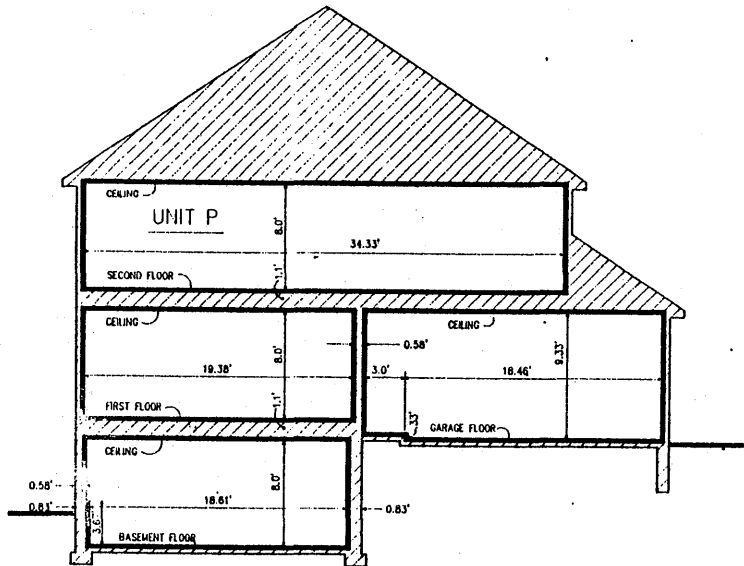 CEILING
UNIT P
8.0'
34.33'
SECOND FLOOR
1.1'
CEILING
CEILING
0.58'
8.0'
9.33'
19.38'
3.0'
18.46'
FIRST FLOOR
1.1'
.33'
GARAGE FLOOR
CEILING
8.0'
0.58'
0.83'
18.61'
0.83'
3.6'
BASEMENT FLOOR